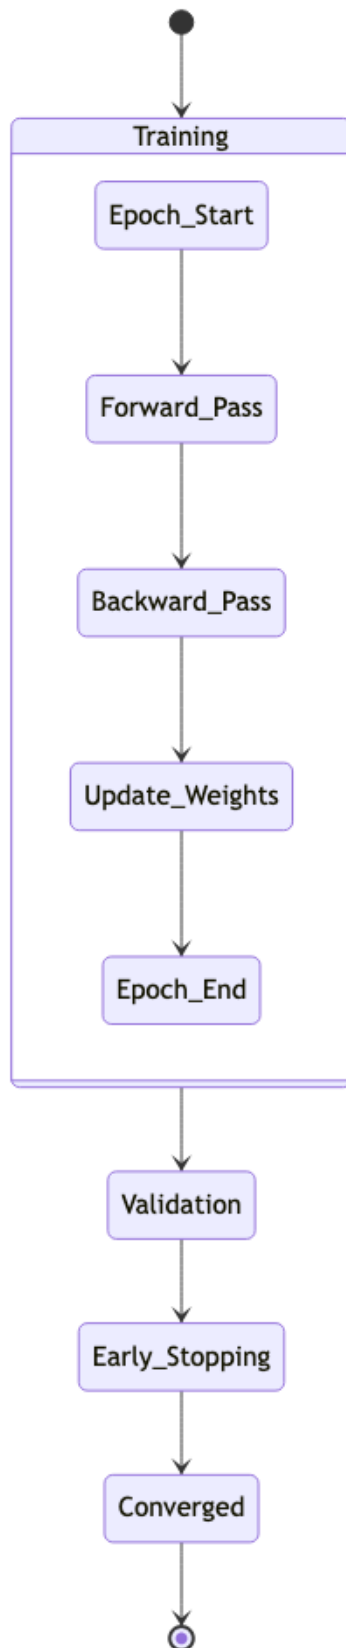 Training
Epoch_Start
Forward_Pass
Backward_Pass
Update_Weights
Epoch_End
Validation
Early_Stopping
Converged